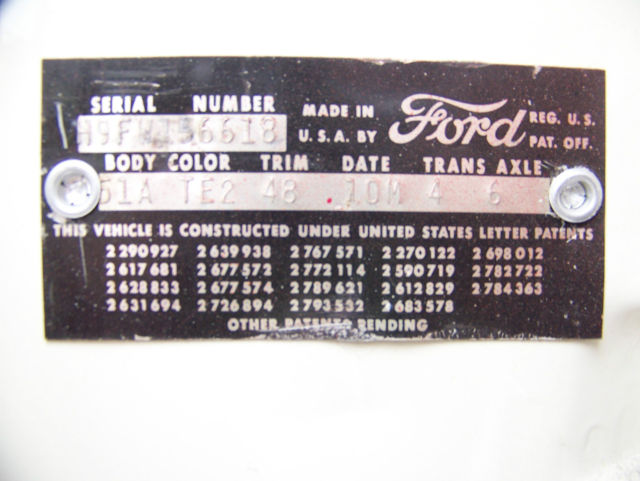 SERIAL NUMBER
MADE IN
U.S.A. BY
Ford
REG. U. S.
PAT. OFF.
H9FW156618
BODY COLOR TRIM DATE TRANS AXLE
51A TE2 48 10M 4 6
THIS VEHICLE IS CONSTRUCTED UNDER UNITED STATES LETTER PATENTS
2290927 2639938 2767571 2270122 2698012
2617681 2677572 2772114 2590719 2782722
2628833 2677574 2789621 2612829 2784363
2631694 2726894 2793532 2683578
OTHER PATENTS PENDING